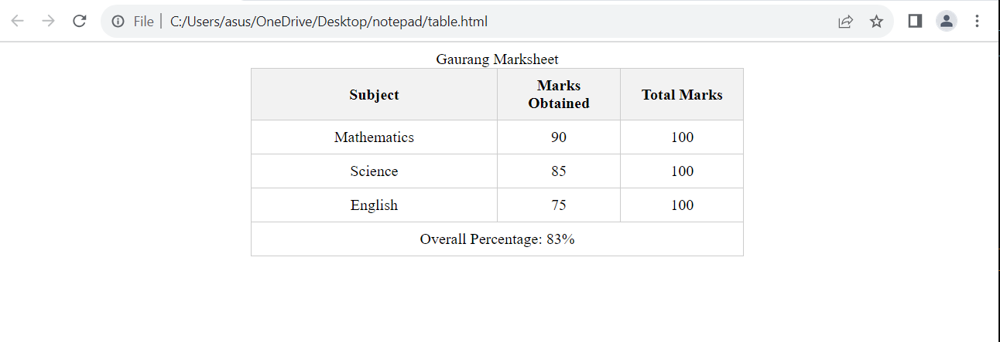 File C:/Users/asus/OneDrive/Desktop/notepad/table.html
Gaurang Marksheet
Subject Marks Obtained Total Marks
Mathematics 90 100
Science 85 100
English 75 100
Overall Percentage: 83%